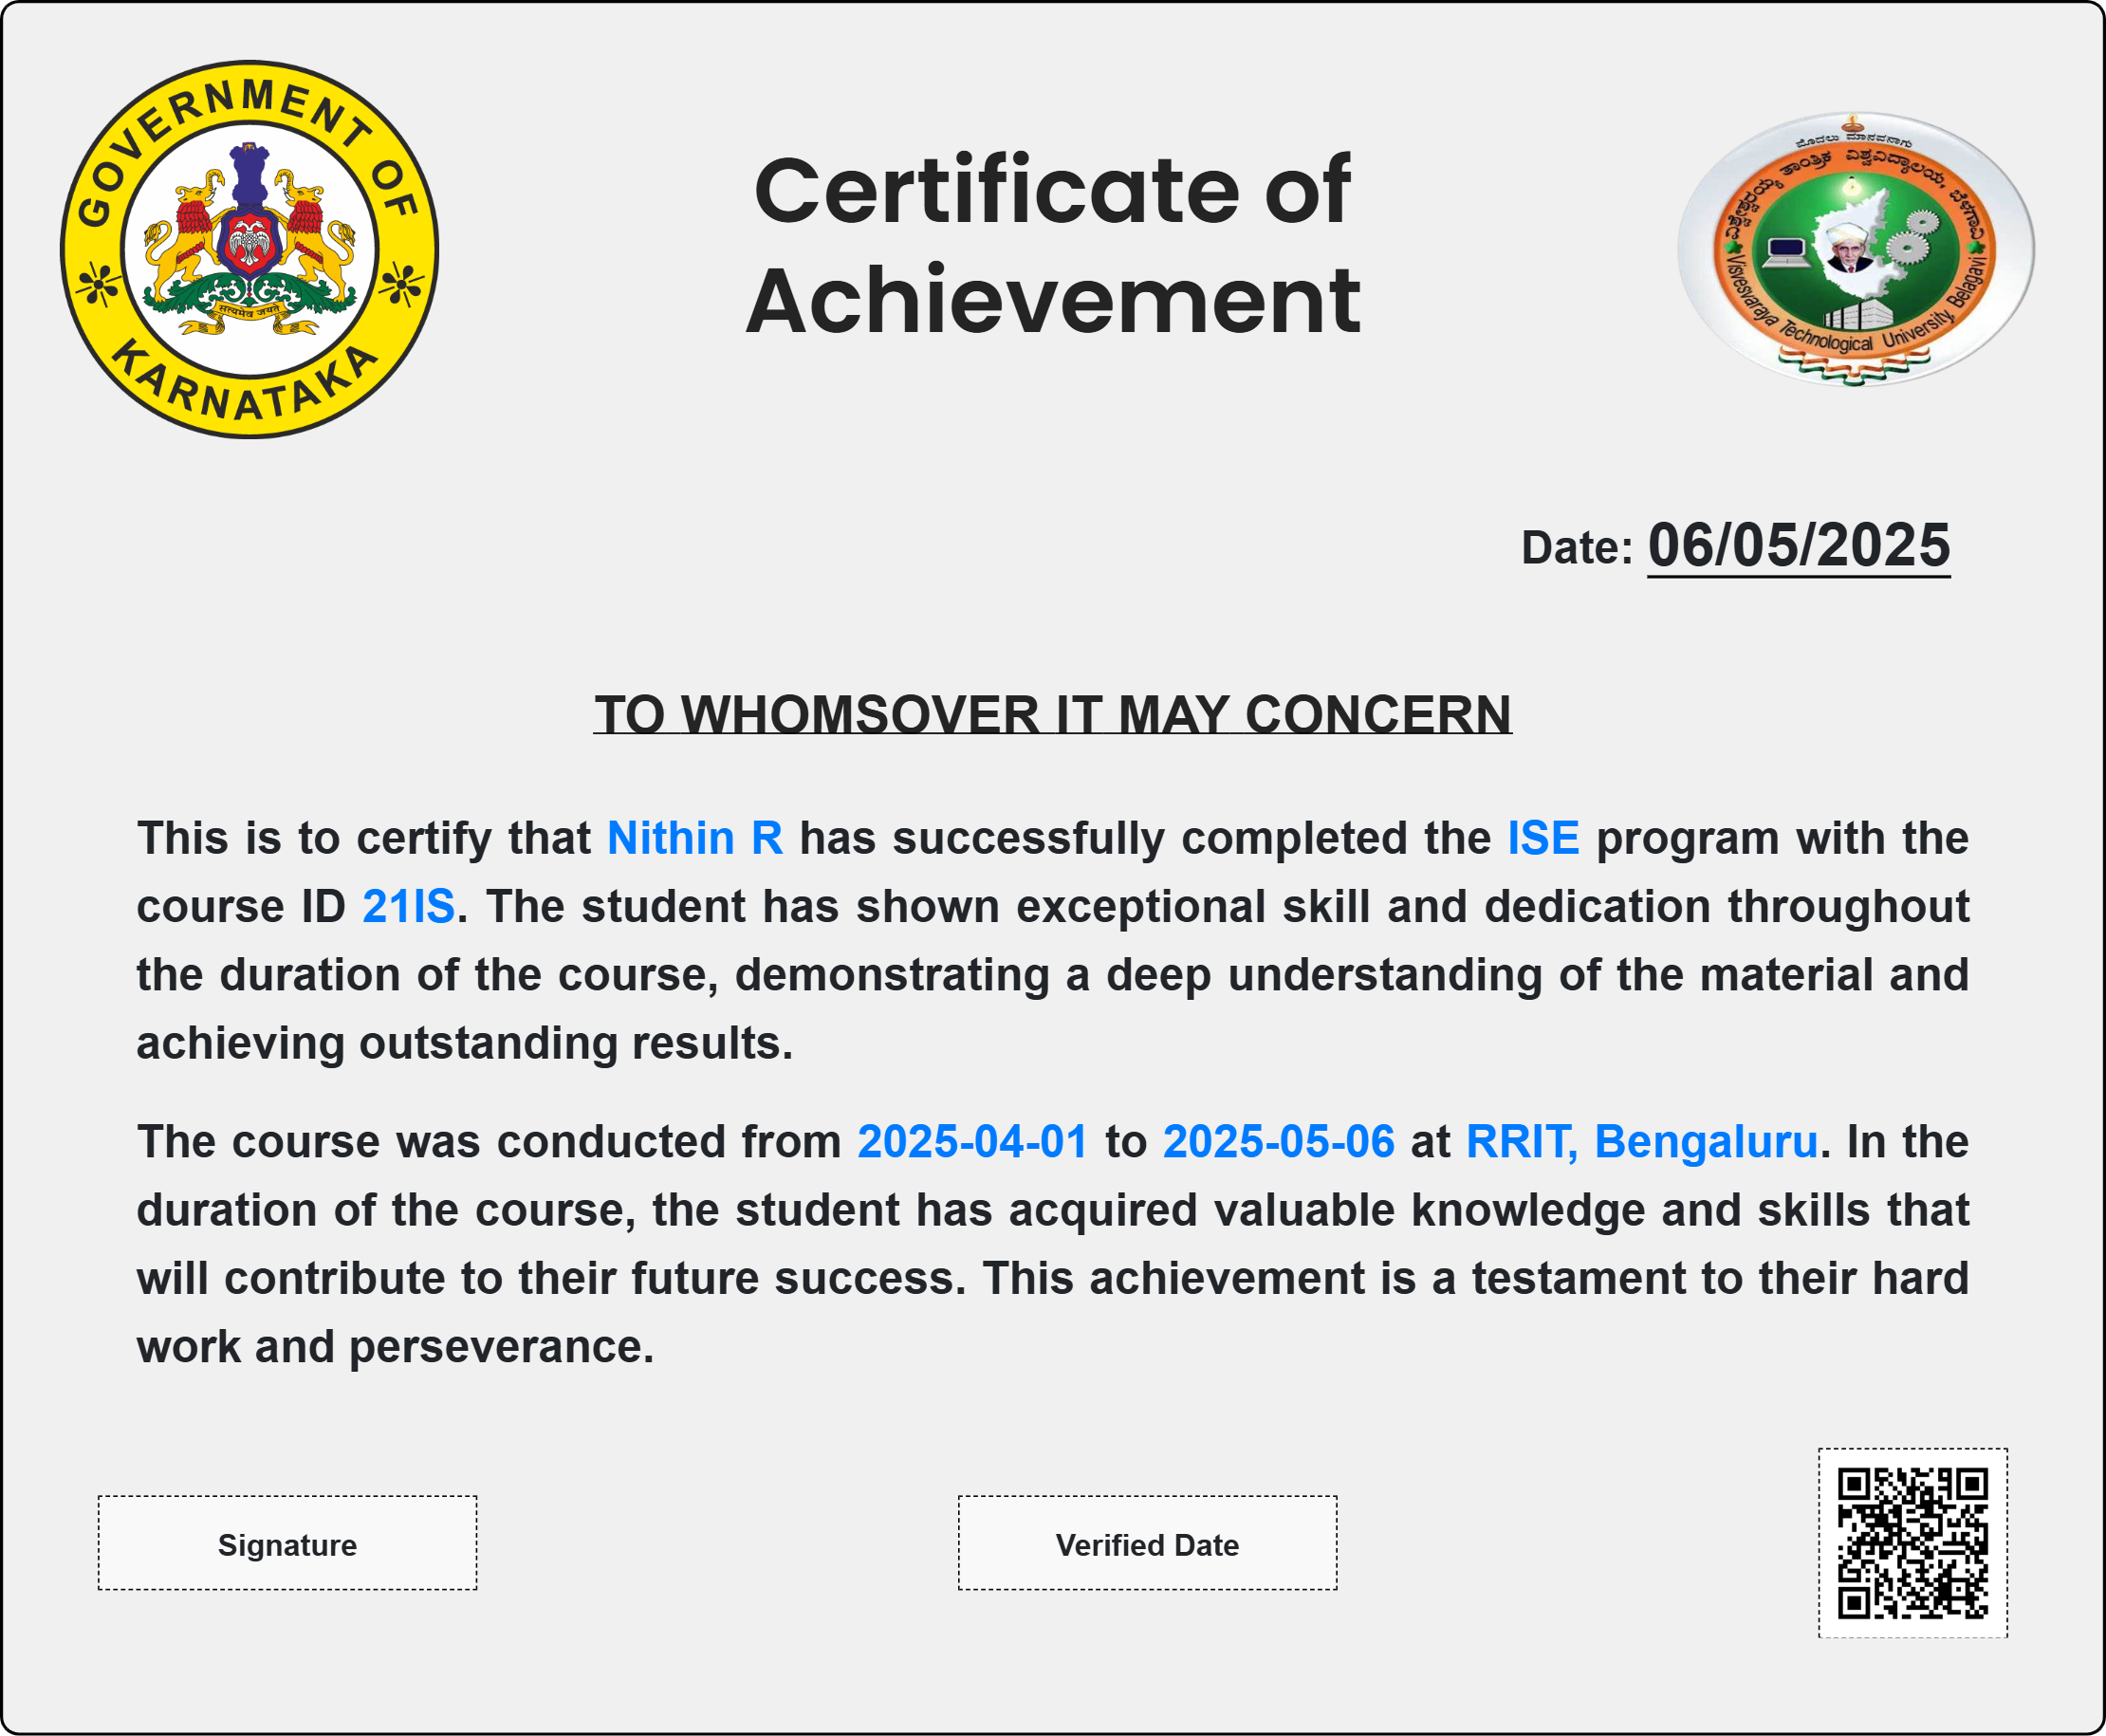 GOVERNMENT OF
KARNATAKA
सत्यमेव जयते
Certificate of
Achievement
ತಾಂತ್ರಿಕ ವಿಶ್ವವಿದ್ಯಾಲಯ, ಬೆಳಗಾವಿ
Visvesvaraya Technological University, Belagavi
Date: 06/05/2025
TO WHOMSOVER IT MAY CONCERN
This is to certify that Nithin R has successfully completed the ISE program with the
course ID 21IS. The student has shown exceptional skill and dedication throughout
the duration of the course, demonstrating a deep understanding of the material and
achieving outstanding results.
The course was conducted from 2025-04-01 to 2025-05-06 at RRIT, Bengaluru. In the
duration of the course, the student has acquired valuable knowledge and skills that
will contribute to their future success. This achievement is a testament to their hard
work and perseverance.
Signature
Verified Date